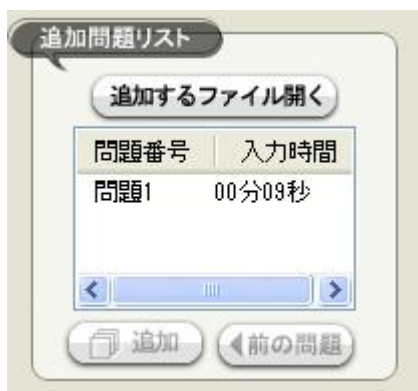 追加問題リスト
追加するファイル開く
問題番号 入力時間
問題1 00分09秒
追加 前の問題